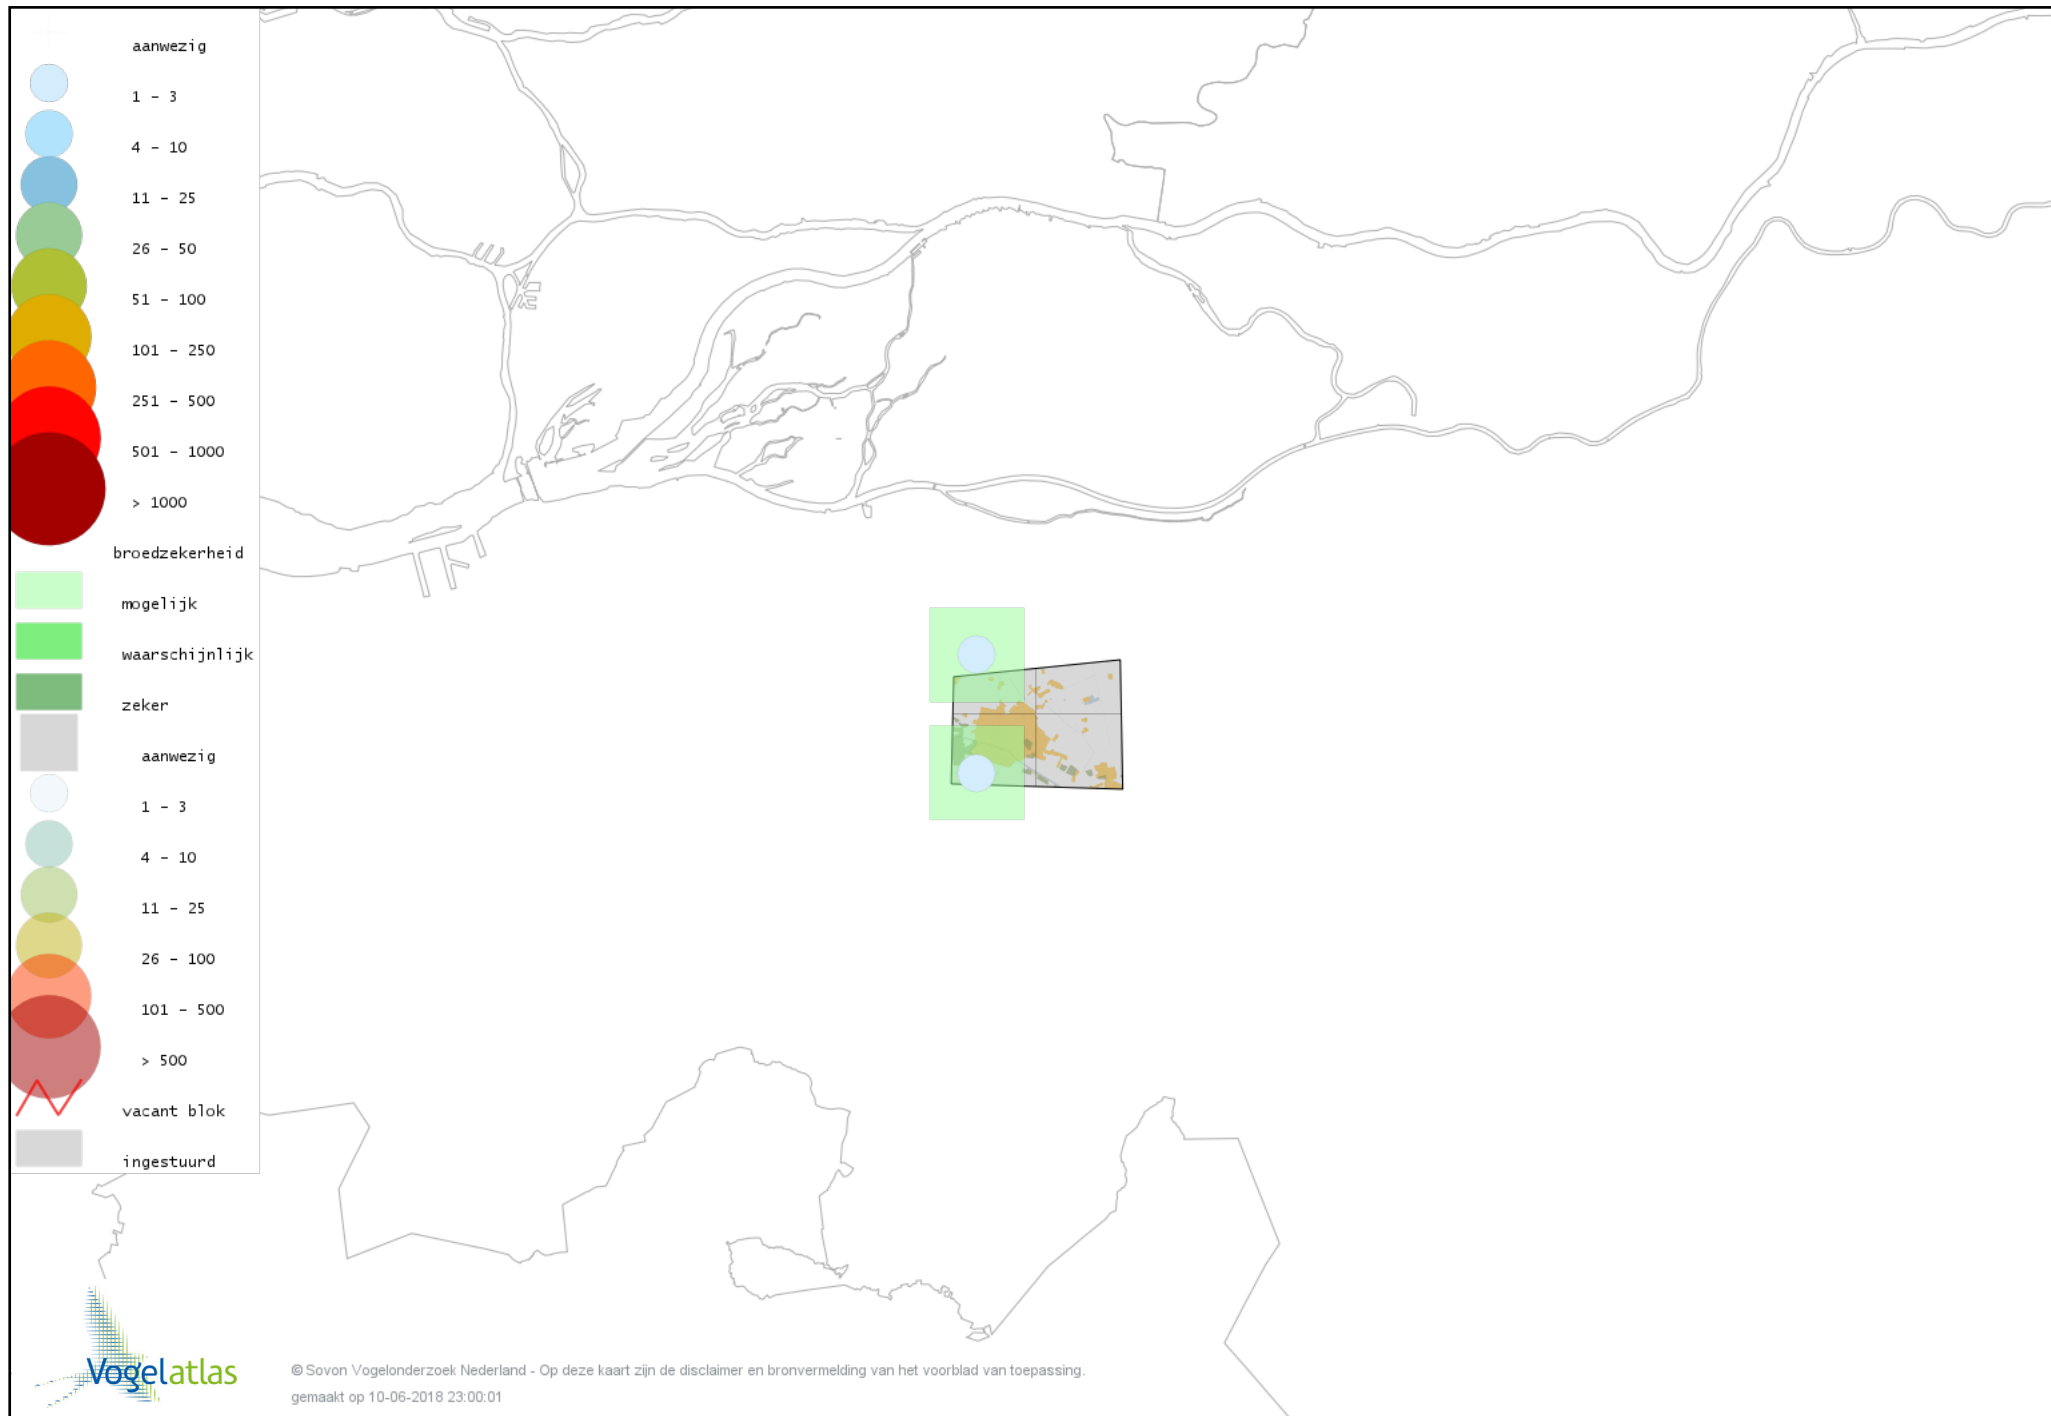 aanwezig
1 – 3
4 – 10
11 – 25
26 – 50
51 – 100
101 – 250
251 – 500
501 – 1000
> 1000
broedzekerheid
mogelijk
waarschijnlijk
zeker
aanwezig
1 – 3
4 – 10
11 – 25
26 – 100
101 – 500
> 500
vacant blok
ingestuurd
Vogelatlas
© Sovon Vogelonderzoek Nederland - Op deze kaart zijn de disclaimer en bronvermelding van het voorblad van toepassing.
gemaakt op 10-06-2018 23:00:01